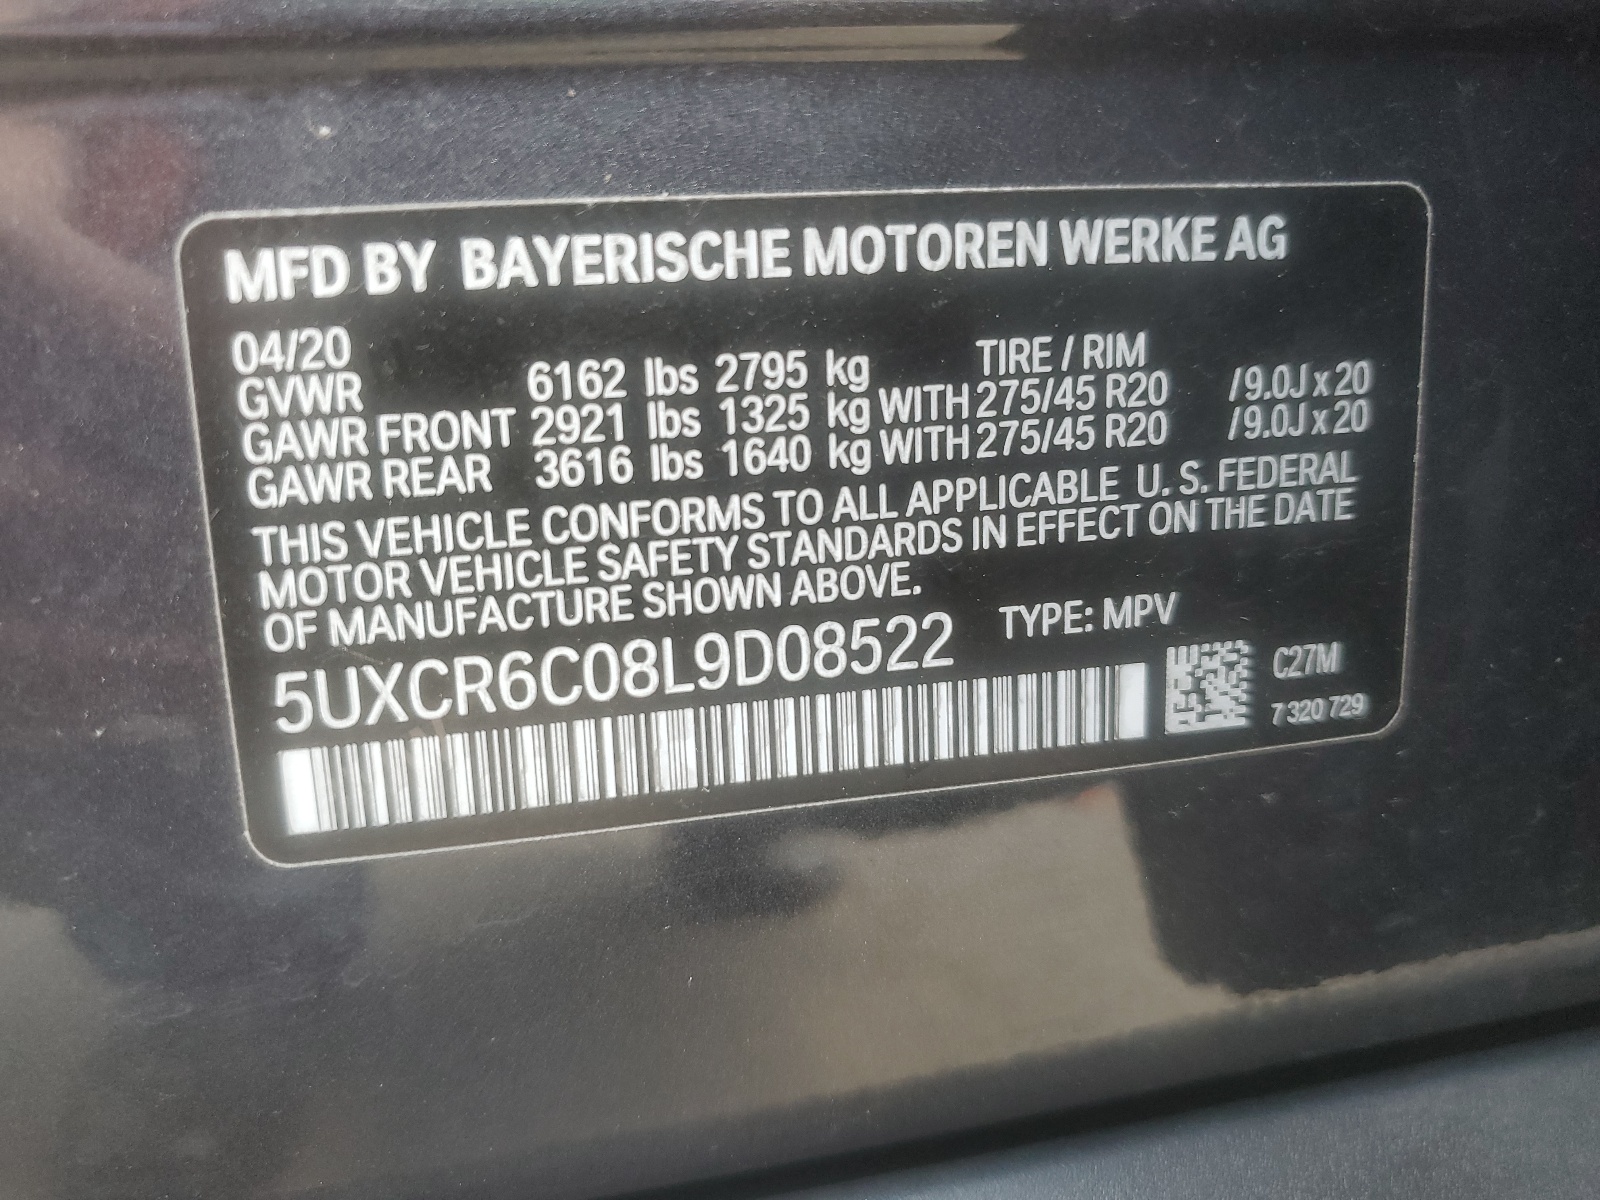 MFD BY BAYERISCHE MOTOREN WERKE AG
04/20 TIRE / RIM
GVWR 6162 lbs 2795 kg
GAWR FRONT 2921 lbs 1325 kg WITH 275/45 R20 /9.0J x 20
GAWR REAR 3616 lbs 1640 kg WITH 275/45 R20 /9.0J x 20
THIS VEHICLE CONFORMS TO ALL APPLICABLE U. S. FEDERAL
MOTOR VEHICLE SAFETY STANDARDS IN EFFECT ON THE DATE
OF MANUFACTURE SHOWN ABOVE.
5UXCR6C08L9D08522 TYPE: MPV
C27M
7 320 729